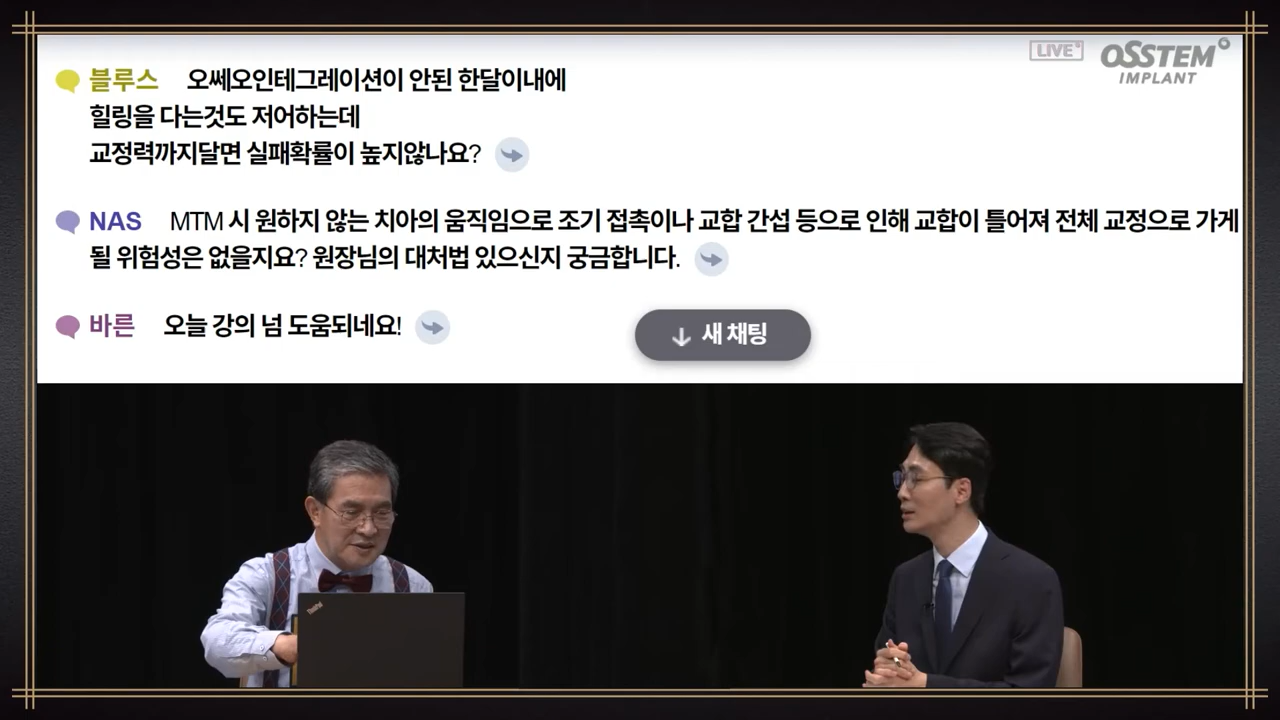 LIVE
OSSTEM
IMPLANT
블루스 오쎄오인테그레이션이 안된 한달이내에
힐링을 다는것도 저어하는데
교정력까지달면 실패확률이 높지않나요?
NAS MTM 시 원하지 않는 치아의 움직임으로 조기 접촉이나 교합 간섭 등으로 인해 교합이 틀어져 전체 교정으로 가게
될 위험성은 없을지요? 원장님의 대처법 있으신지 궁금합니다.
바른 오늘 강의 넘 도움되네요!
새 채팅
ThinkPad